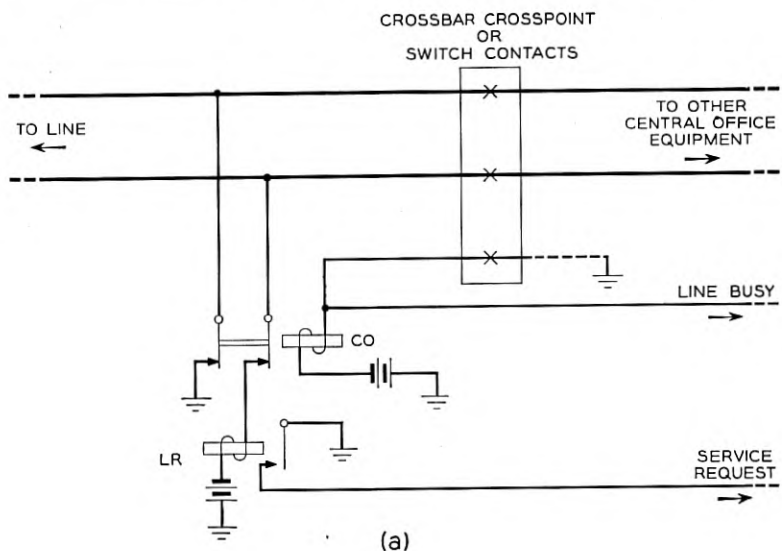 CROSSBAR CROSSPOINT
OR
SWITCH CONTACTS
TO LINE
TO OTHER
CENTRAL OFFICE
EQUIPMENT
LINE BUSY
CO
LR
SERVICE
REQUEST
(a)